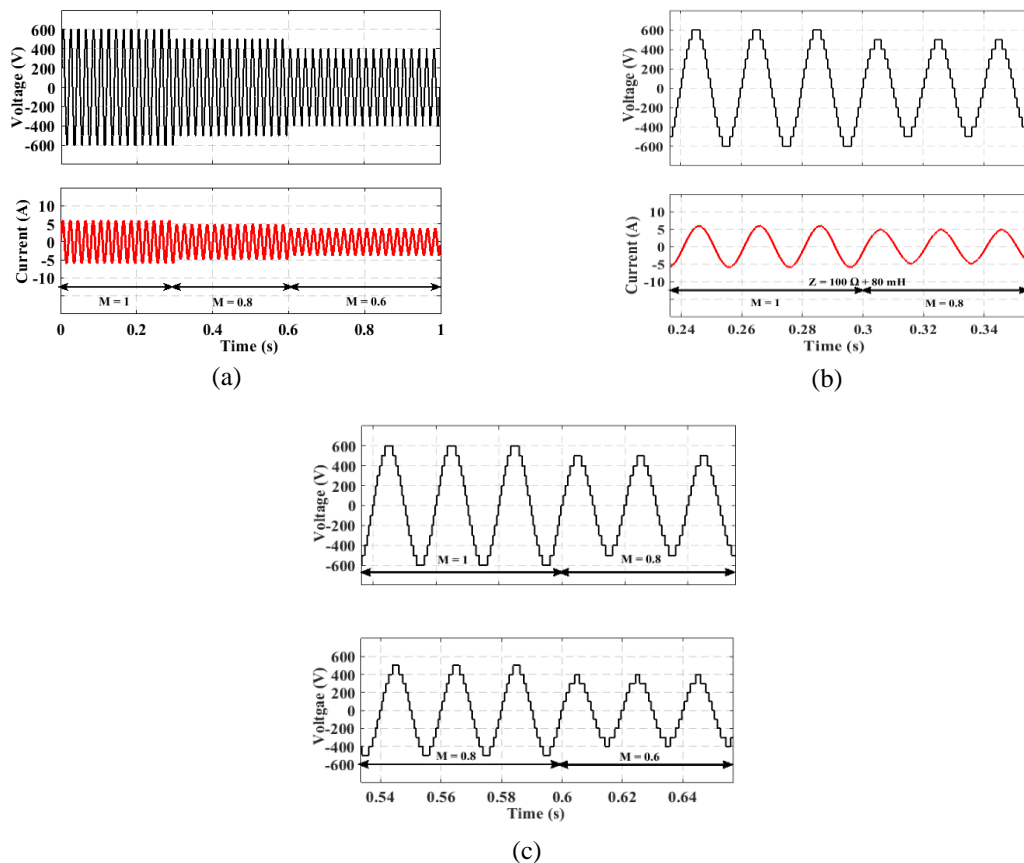 600
400
200
0
-200
-400
-600
Voltage (V)
10
5
0
-5
-10
Current (A)
M = 1
M = 0.8
M = 0.6
0 0.2 0.4 0.6 0.8 1
Time (s)
(a)
600
400
200
0
-200
-400
-600
Voltage (V)
10
5
0
-5
-10
Current (A)
Z = 100 Ω + 80 mH
M = 1
M = 0.8
0.24 0.26 0.28 0.3 0.32 0.34
Time (s)
(b)
600
400
200
0
-200
-400
-600
Voltage (V)
M = 1
M = 0.8
600
400
200
0
-200
-400
-600
Voltgae (V)
M = 0.8
M = 0.6
0.54 0.56 0.58 0.6 0.62 0.64
Time (s)
(c)